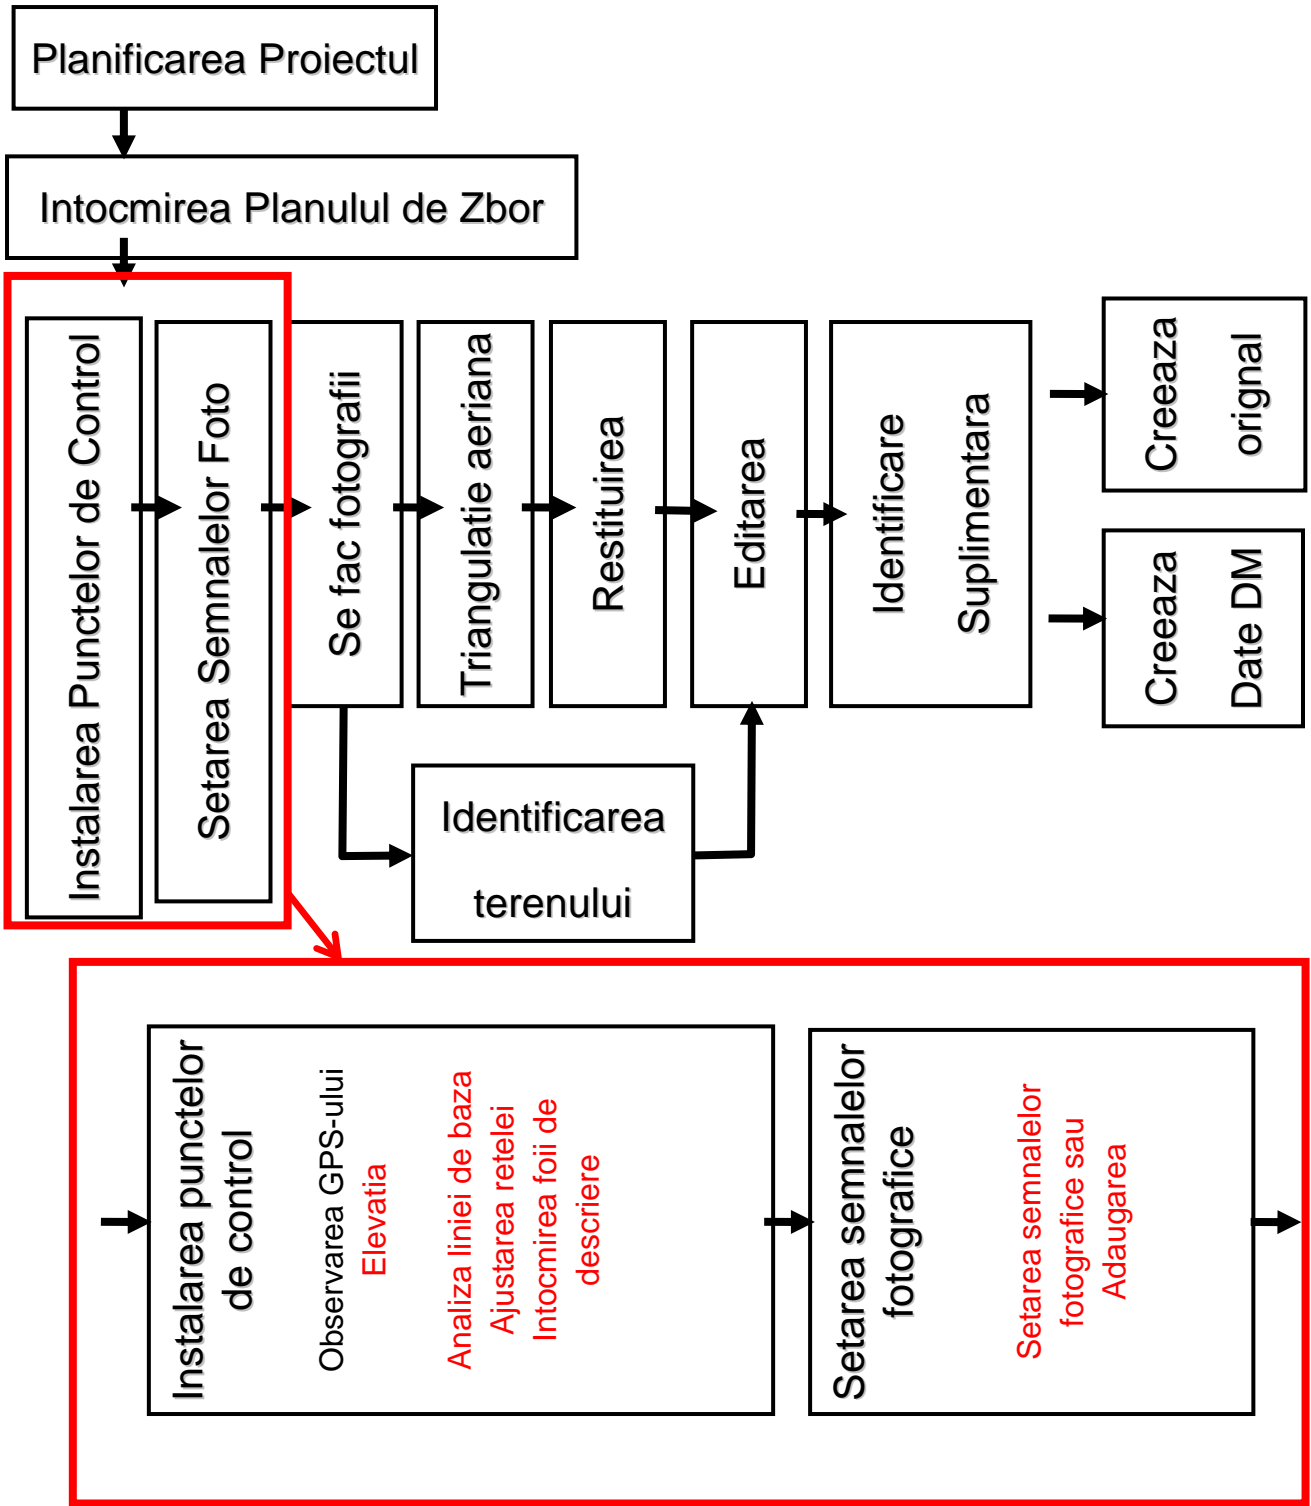 Planificarea Proiectul
Intocmirea Planulul de Zbor
Instalarea Punctelor de Control
Setarea Semnalelor Foto
Se fac fotografii
Triangulatie aeriana
Restituirea
Editarea
Identificare
Suplimentara
Creeaza
orignal
Creeaza
Date DM
Identificarea
terenului
Instalarea punctelor
de control
Observarea GPS-ului
Elevatia
Analiza liniei de baza
Ajustarea retelei
Intocmirea foii de
descriere
Setarea semnalelor
fotografice
Setarea semnalelor
fotografice sau
Adaugarea